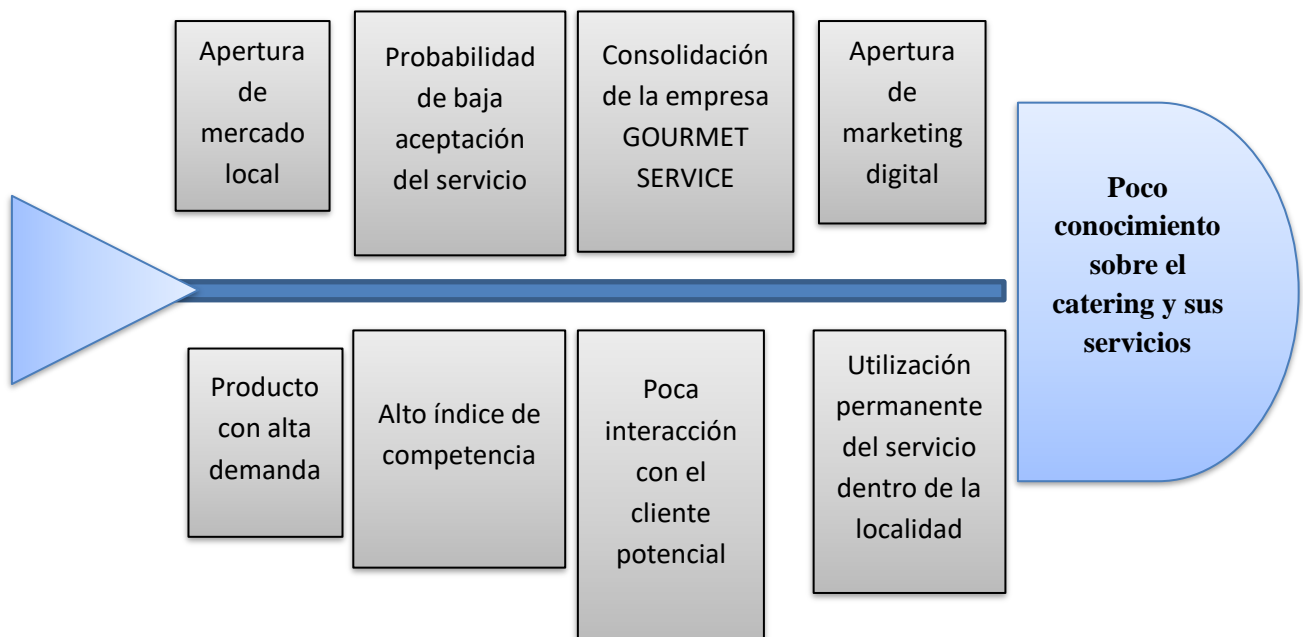 Apertura
de
mercado
local
Probabilidad
de baja
aceptación
del servicio
Consolidación
de la empresa
GOURMET
SERVICE
Apertura
de
marketing
digital
Poco
conocimiento
sobre el
catering y sus
servicios
Producto
con alta
demanda
Alto índice de
competencia
Poca
interacción
con el
cliente
potencial
Utilización
permanente
del servicio
dentro de la
localidad